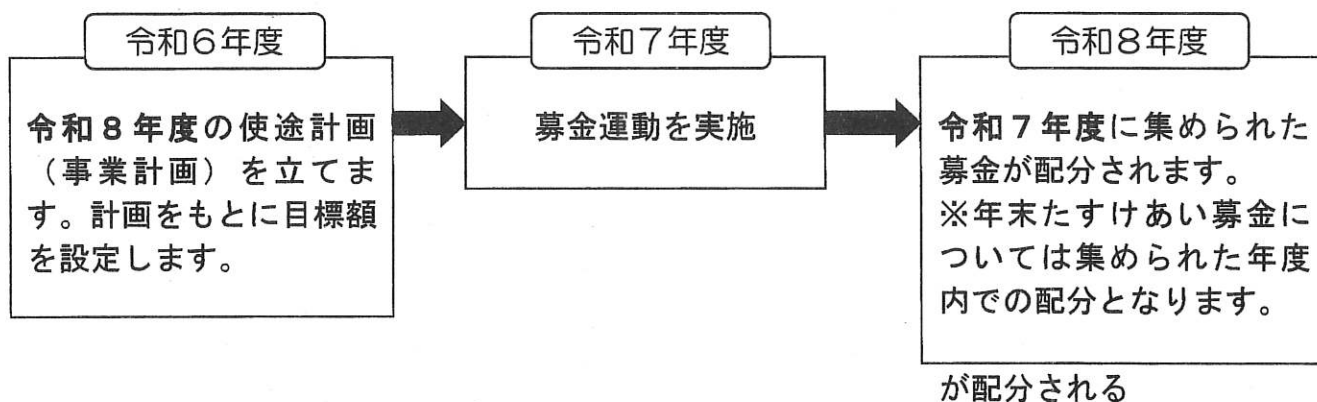 令和６年度
令和８年度の使途計画
（事業計画）を立てま
す。計画をもとに目標額
を設定します。
令和７年度
募金運動を実施
令和８年度
令和７年度に集められた
募金が配分されます。
※年末たすけあい募金に
ついては集められた年度
内での配分となります。
が配分される